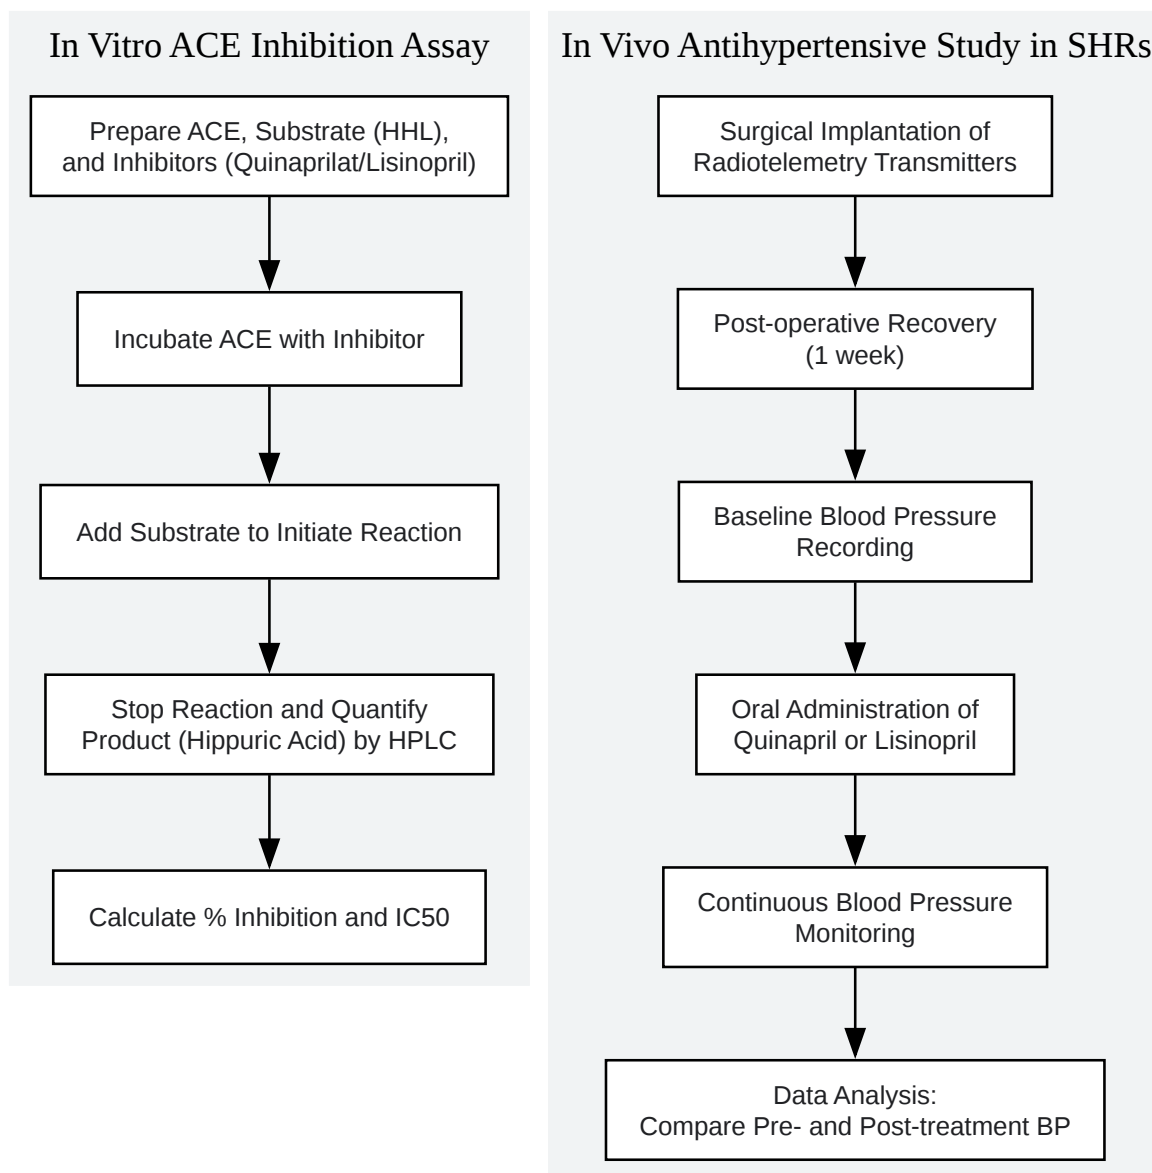 In Vitro ACE Inhibition Assay
Prepare ACE, Substrate (HHL),
and Inhibitors (Quinaprilat/Lisinopril)
Incubate ACE with Inhibitor
Add Substrate to Initiate Reaction
Stop Reaction and Quantify
Product (Hippuric Acid) by HPLC
Calculate % Inhibition and IC50
In Vivo Antihypertensive Study in SHRs
Surgical Implantation of
Radiotelemetry Transmitters
Post-operative Recovery
(1 week)
Baseline Blood Pressure
Recording
Oral Administration of
Quinapril or Lisinopril
Continuous Blood Pressure
Monitoring
Data Analysis:
Compare Pre- and Post-treatment BP